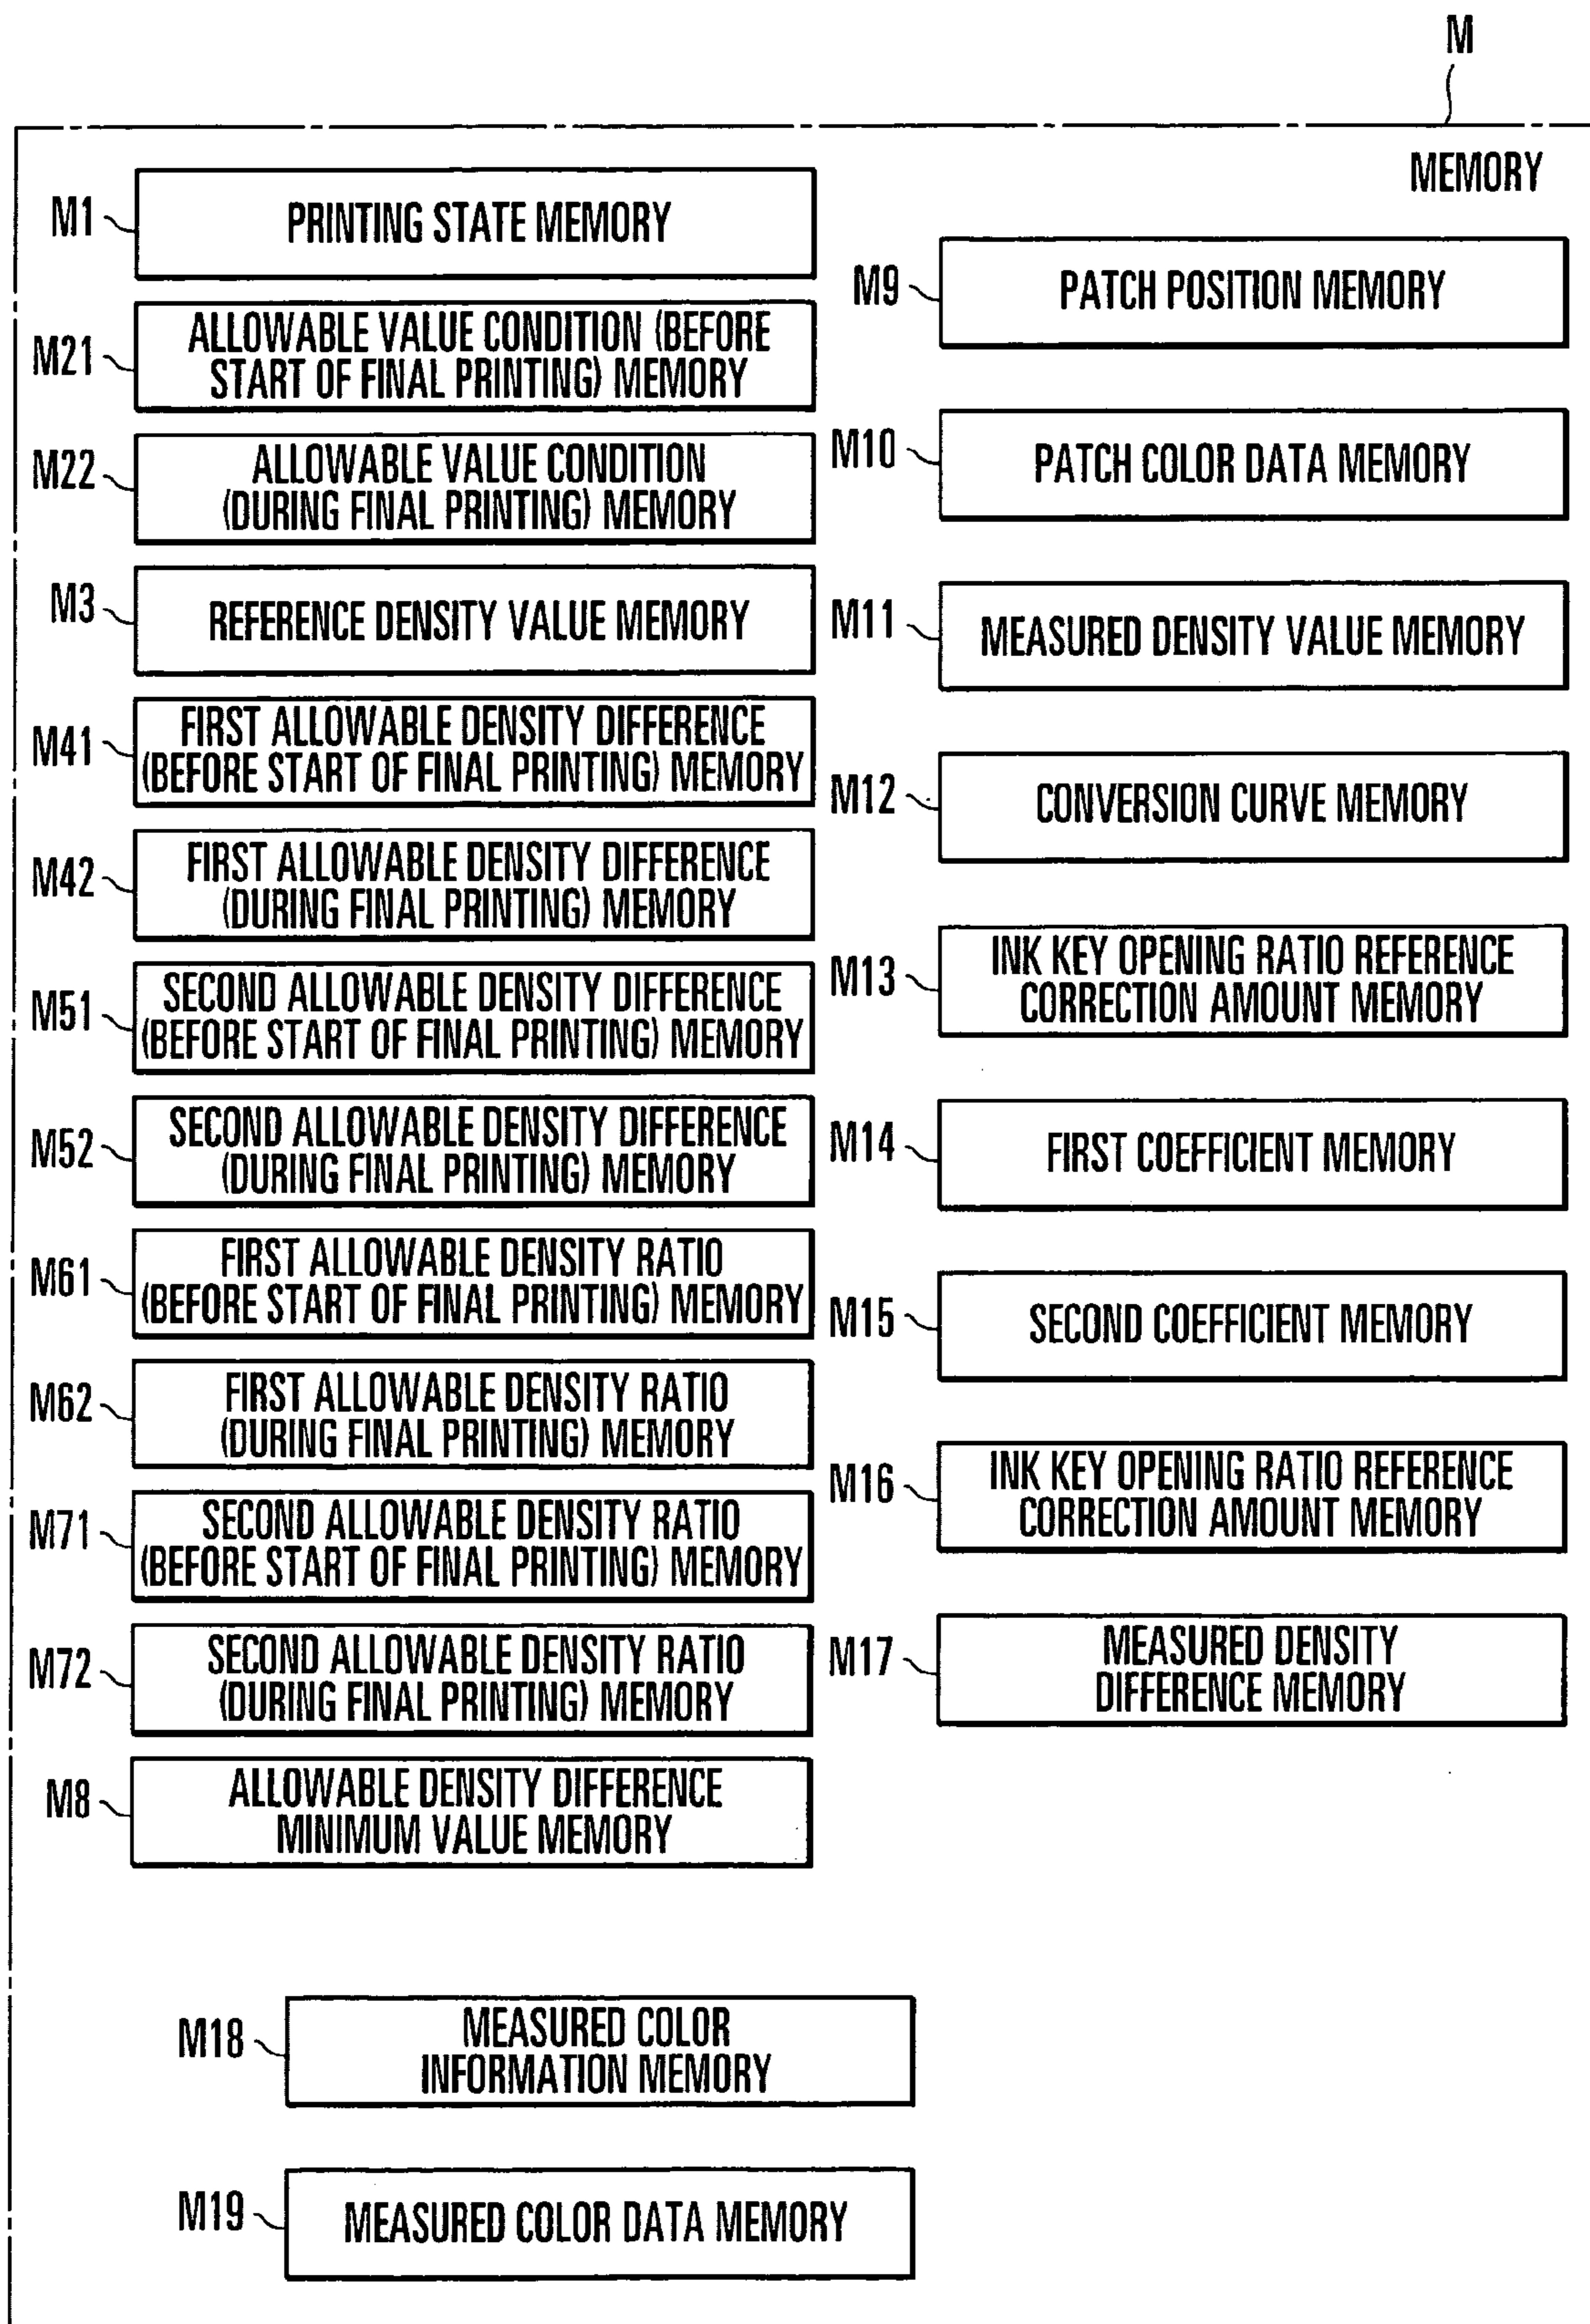 M
MEMORY
M1
PRINTING STATE MEMORY
M21
ALLOWABLE VALUE CONDITION (BEFORE
START OF FINAL PRINTING) MEMORY
M22
ALLOWABLE VALUE CONDITION
(DURING FINAL PRINTING) MEMORY
M3
REFERENCE DENSITY VALUE MEMORY
M41
FIRST ALLOWABLE DENSITY DIFFERENCE
(BEFORE START OF FINAL PRINTING) MEMORY
M42
FIRST ALLOWABLE DENSITY DIFFERENCE
(DURING FINAL PRINTING) MEMORY
M51
SECOND ALLOWABLE DENSITY DIFFERENCE
(BEFORE START OF FINAL PRINTING) MEMORY
M52
SECOND ALLOWABLE DENSITY DIFFERENCE
(DURING FINAL PRINTING) MEMORY
M61
FIRST ALLOWABLE DENSITY RATIO
(BEFORE START OF FINAL PRINTING) MEMORY
M62
FIRST ALLOWABLE DENSITY RATIO
(DURING FINAL PRINTING) MEMORY
M71
SECOND ALLOWABLE DENSITY RATIO
(BEFORE START OF FINAL PRINTING) MEMORY
M72
SECOND ALLOWABLE DENSITY RATIO
(DURING FINAL PRINTING) MEMORY
M8
ALLOWABLE DENSITY DIFFERENCE
MINIMUM VALUE MEMORY
M9
PATCH POSITION MEMORY
M10
PATCH COLOR DATA MEMORY
M11
MEASURED DENSITY VALUE MEMORY
M12
CONVERSION CURVE MEMORY
M13
INK KEY OPENING RATIO REFERENCE
CORRECTION AMOUNT MEMORY
M14
FIRST COEFFICIENT MEMORY
M15
SECOND COEFFICIENT MEMORY
M16
INK KEY OPENING RATIO REFERENCE
CORRECTION AMOUNT MEMORY
M17
MEASURED DENSITY
DIFFERENCE MEMORY
M18
MEASURED COLOR
INFORMATION MEMORY
M19
MEASURED COLOR DATA MEMORY